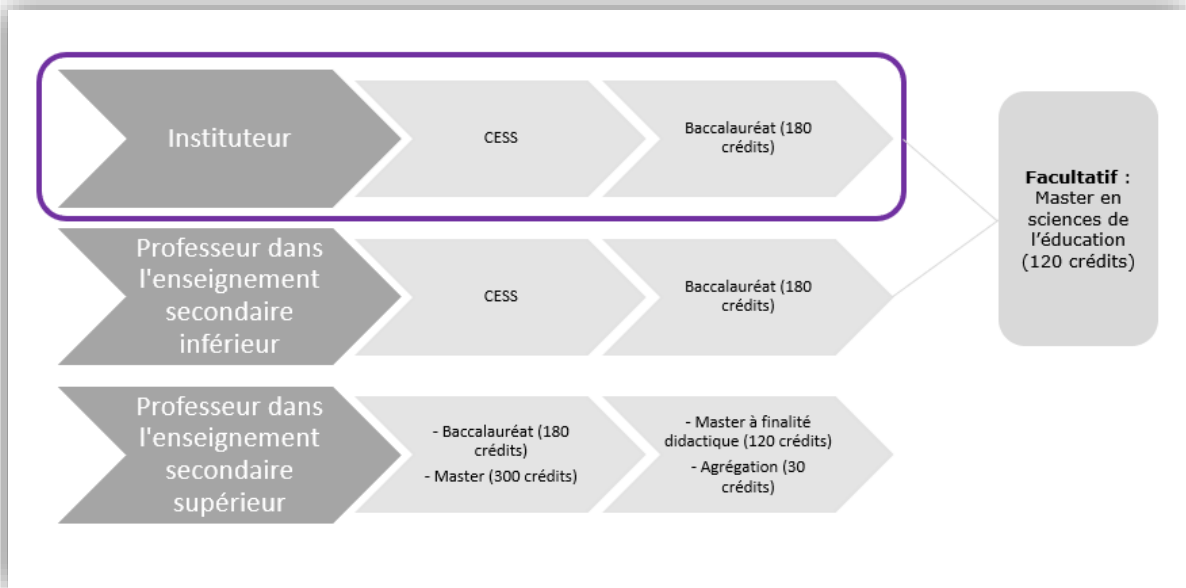 Instituteur
CESS
Baccalauréat (180
crédits)
Professeur dans
l'enseignement
secondaire
inférieur
CESS
Baccalauréat (180
crédits)
Professeur dans
l'enseignement
secondaire
supérieur
- Baccalauréat (180
crédits)
- Master (300 crédits)
- Master à finalité
didactique (120 crédits)
- Agrégation (30
crédits)
Facultatif :
Master en
sciences de
l’éducation
(120 crédits)